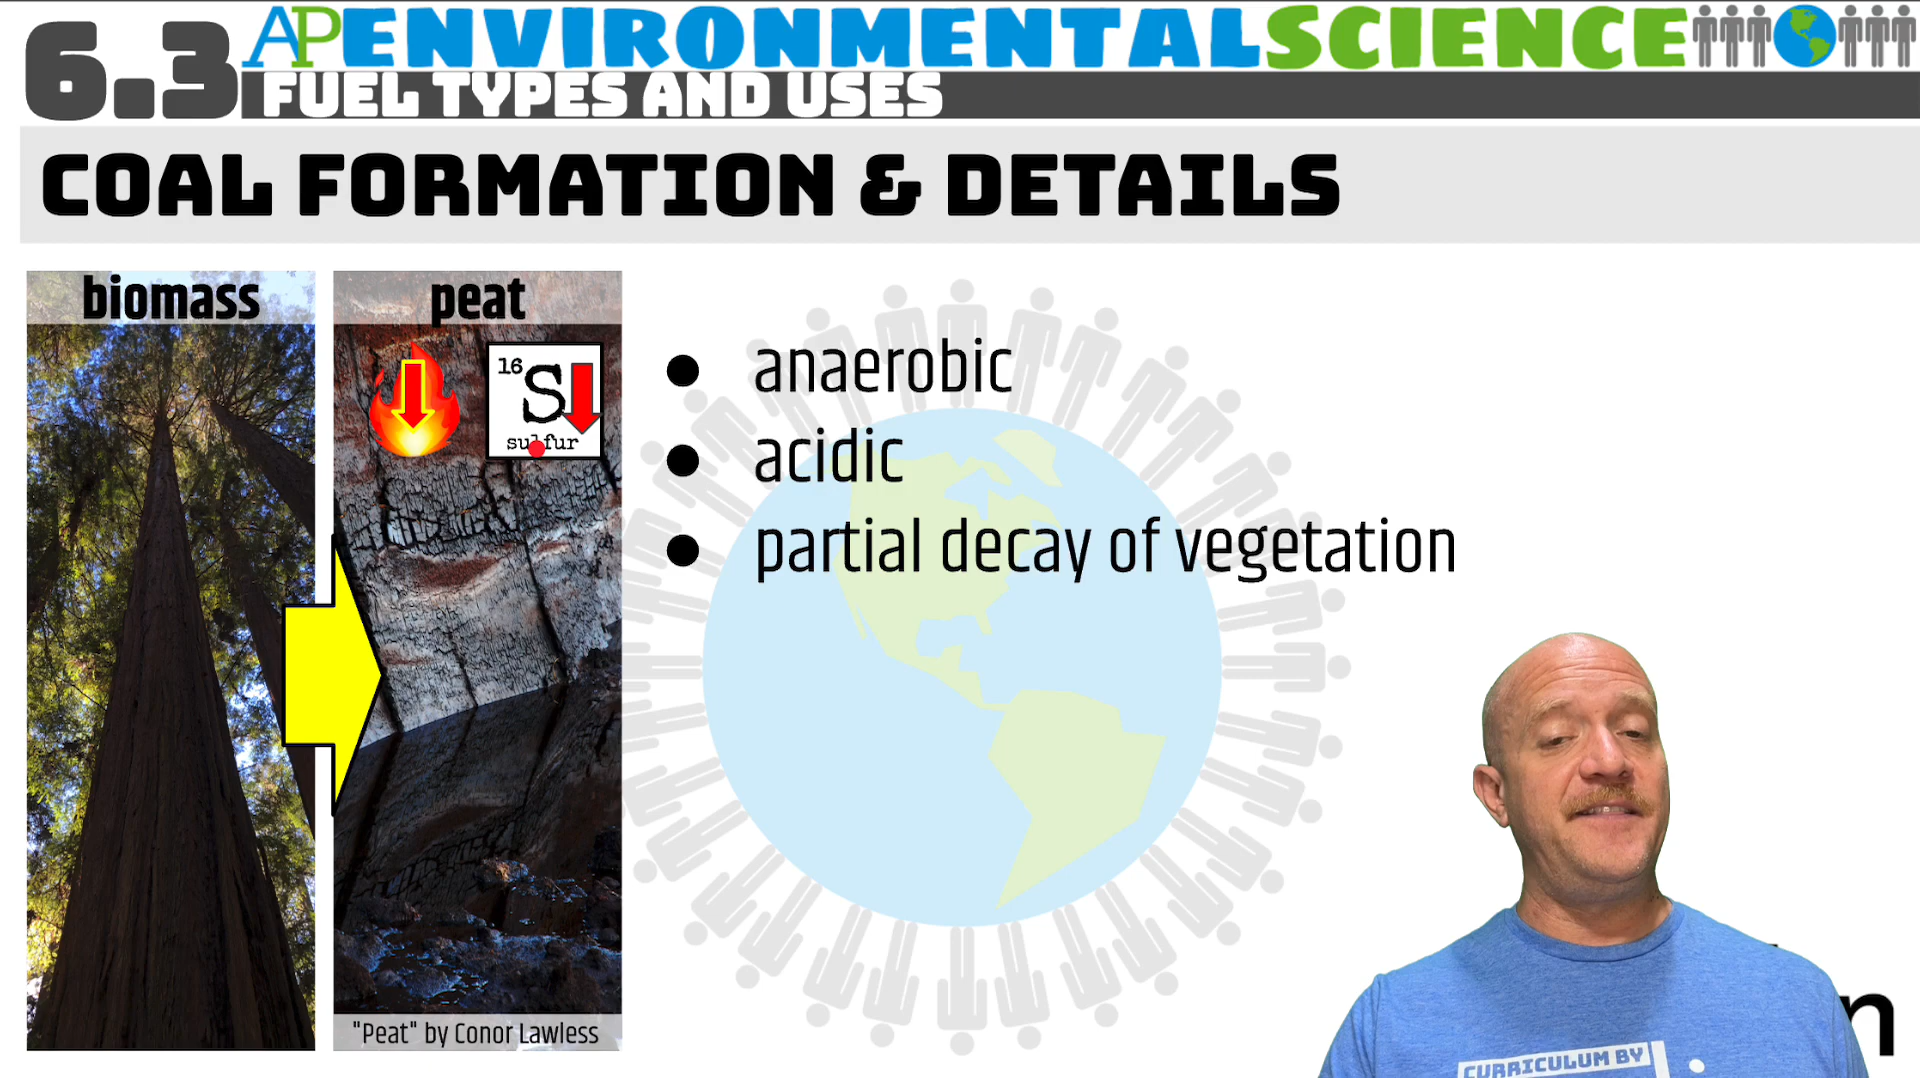 6.3
AP ENVIRONMENTAL SCIENCE
FUEL TYPES AND USES
COAL FORMATION & DETAILS
biomass
peat
16
S
sulfur
● anaerobic
● acidic
● partial decay of vegetation
"Peat" by Conor Lawless
CURRICULUM BY
n